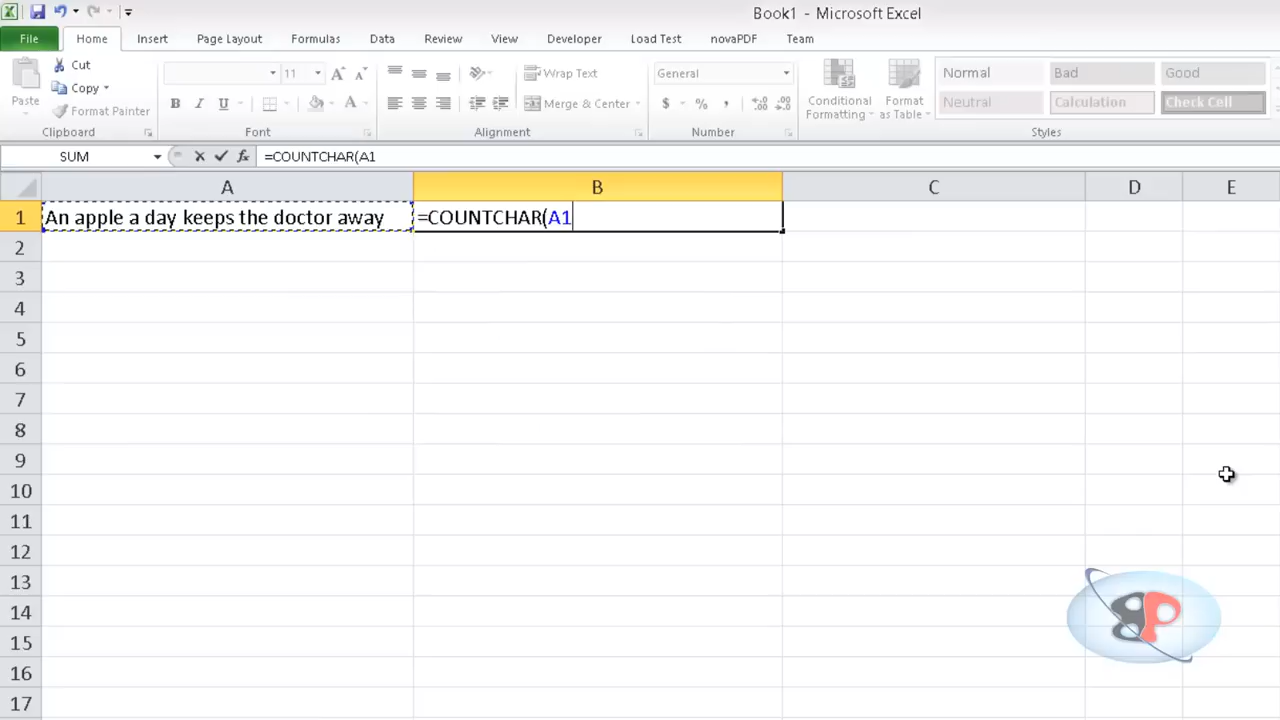 Book1 - Microsoft Excel
File Home Insert Page Layout Formulas Data Review View Developer Load Test novaPDF Team
Paste
Cut
Copy
Format Painter
Clipboard
11
A A
B I U A
Font
Wrap Text
Merge & Center
Alignment
General
$ % ,
Number
Conditional Formatting
Format as Table
Normal Bad Good
Neutral Calculation Check Cell
Styles
SUM fx =COUNTCHAR(A1
A B C D E
1 An apple a day keeps the doctor away =COUNTCHAR(A1
2
3
4
5
6
7
8
9
10
11
12
13
14
15
16
17
BP